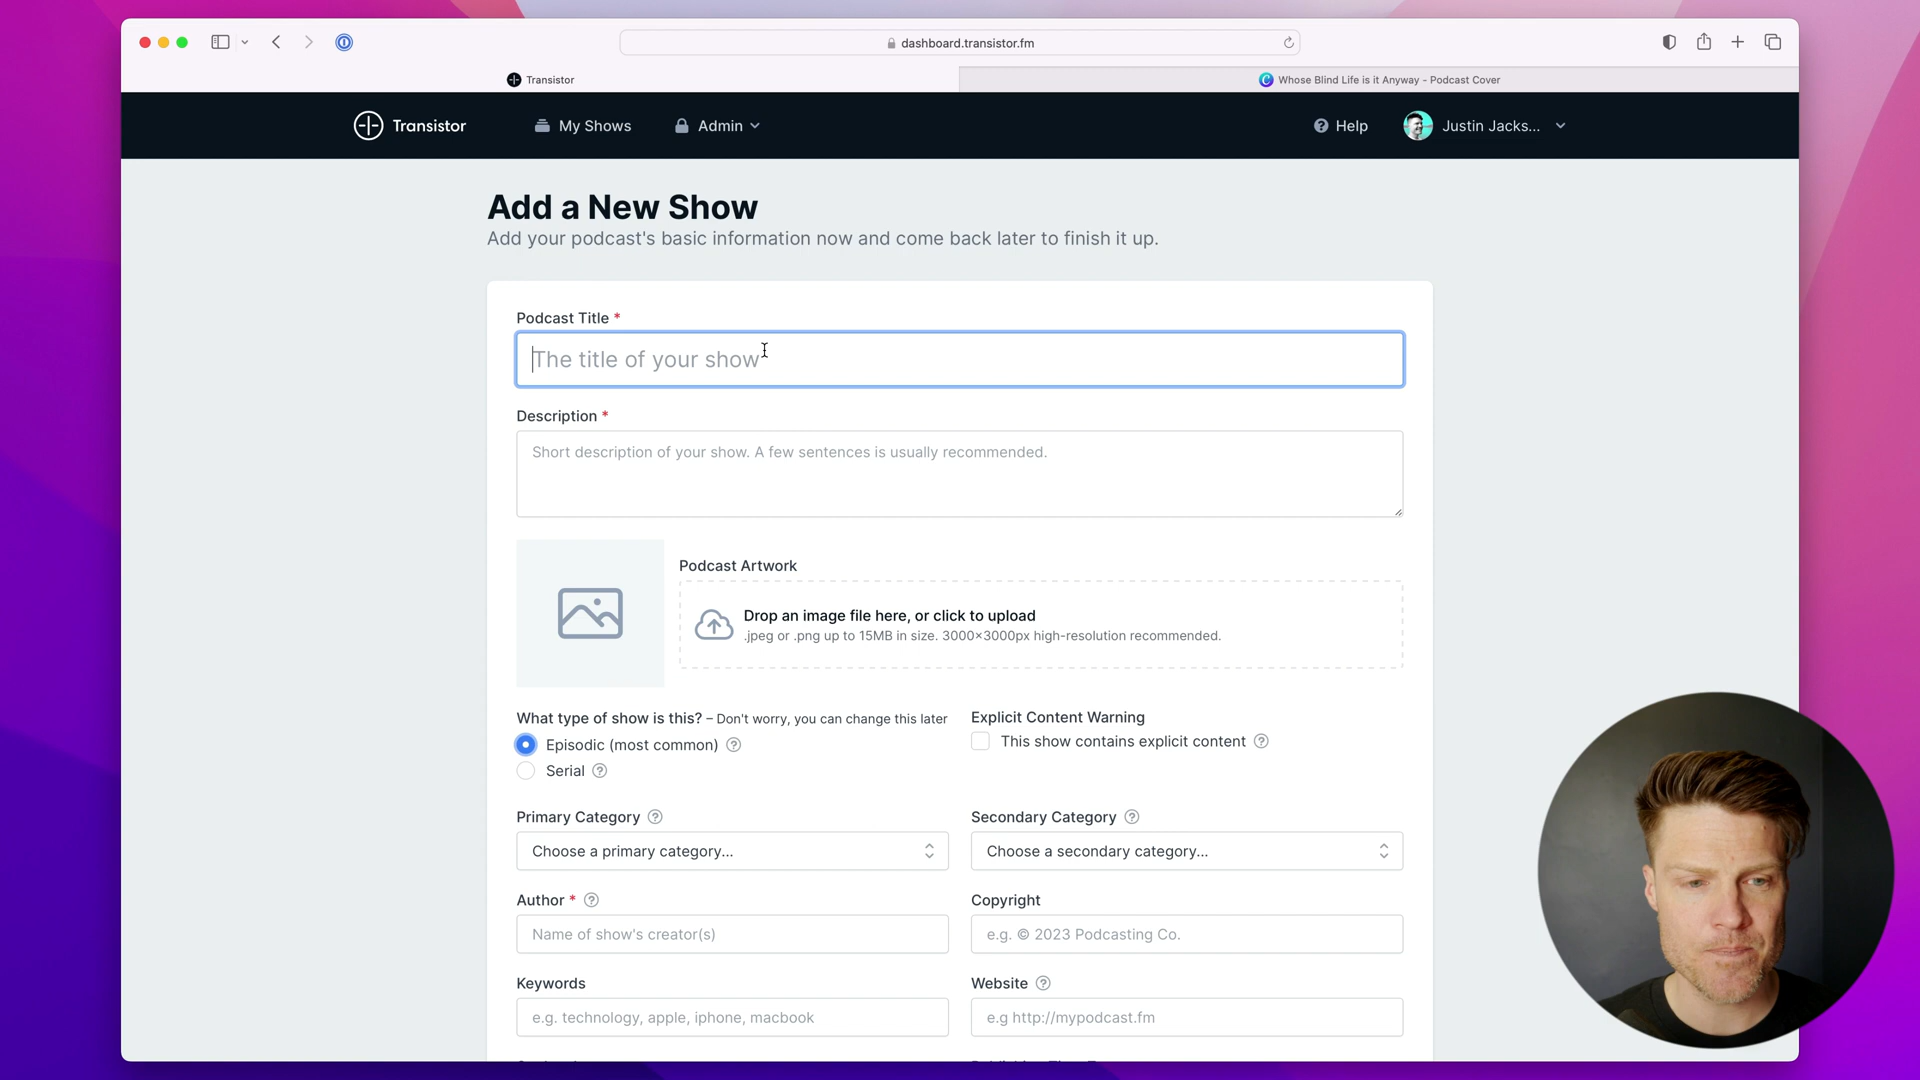 dashboard.transistor.fm
Transistor
Whose Blind Life is it Anyway - Podcast Cover
Transistor
My Shows
Admin
Help
Justin Jacks...
Add a New Show
Add your podcast's basic information now and come back later to finish it up.
Podcast Title *
The title of your show
Description *
Short description of your show. A few sentences is usually recommended.
Podcast Artwork
Drop an image file here, or click to upload
.jpeg or .png up to 15MB in size. 3000×3000px high-resolution recommended.
What type of show is this? – Don't worry, you can change this later
Episodic (most common)
Serial
Explicit Content Warning
This show contains explicit content
Primary Category
Choose a primary category...
Secondary Category
Choose a secondary category...
Author *
Name of show's creator(s)
Copyright
e.g. © 2023 Podcasting Co.
Keywords
e.g. technology, apple, iphone, macbook
Website
e.g http://mypodcast.fm